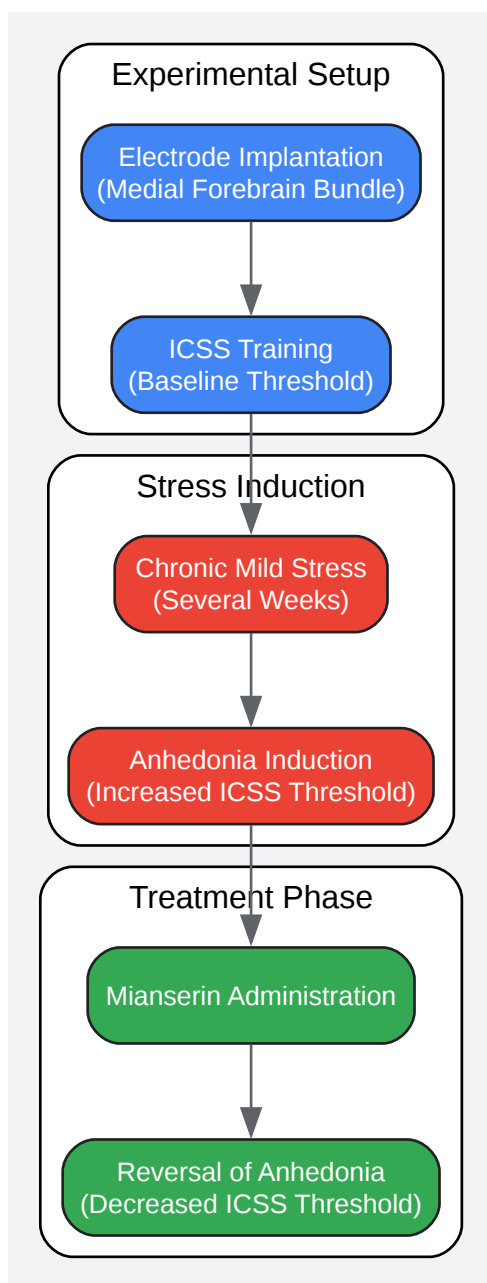 Experimental Setup
Electrode Implantation
(Medial Forebrain Bundle)
ICSS Training
(Baseline Threshold)
Stress Induction
Chronic Mild Stress
(Several Weeks)
Anhedonia Induction
(Increased ICSS Threshold)
Treatment Phase
Mianserin Administration
Reversal of Anhedonia
(Decreased ICSS Threshold)